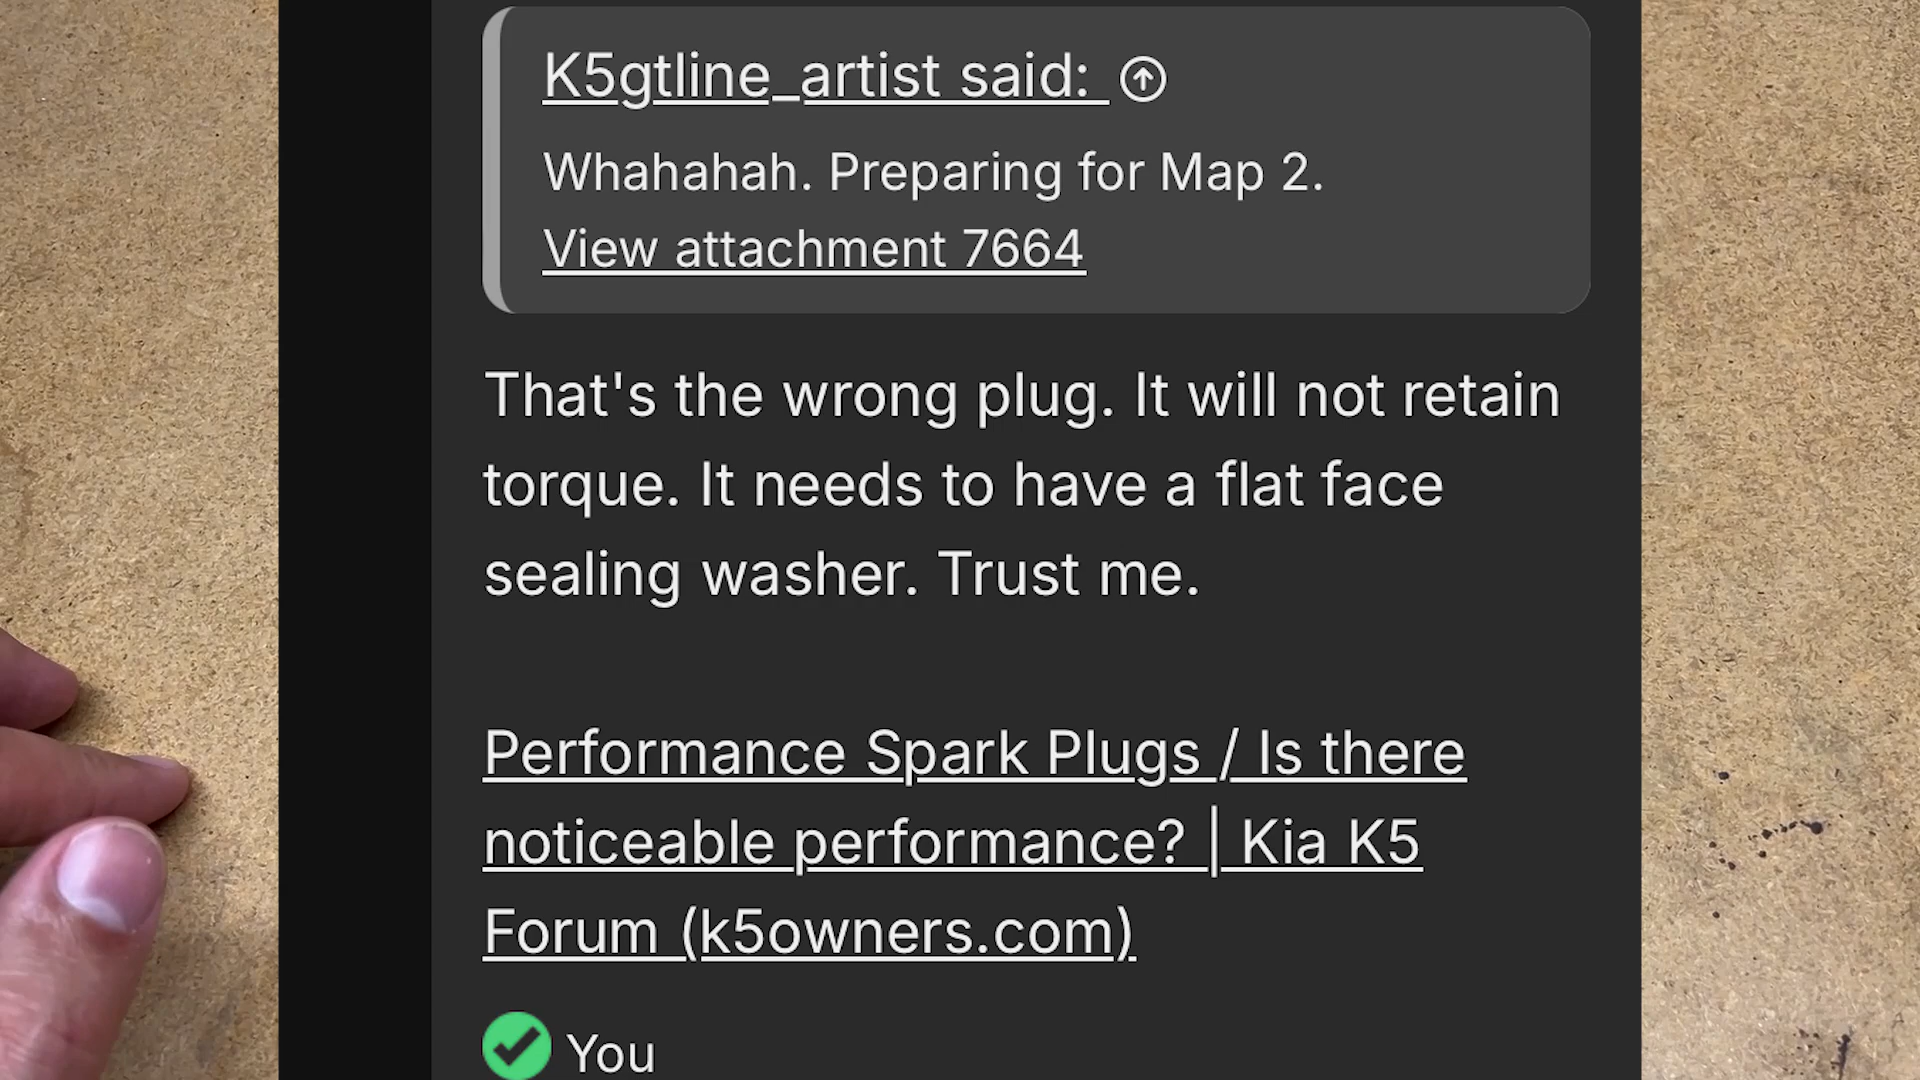 K5gtline_artist said:
Whahahah. Preparing for Map 2.
View attachment 7664
That's the wrong plug. It will not retain
torque. It needs to have a flat face
sealing washer. Trust me.
Performance Spark Plugs / Is there
noticeable performance? | Kia K5
Forum (k5owners.com)
You